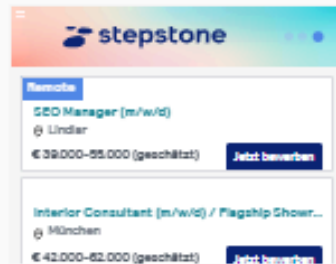 stepstone
Remote
SEO Manager (m/w/d)
Lindlar
€ 39.000-55.000 (geschätzt)
Jetzt bewerben
Interior Consultant (m/w/d) / Flagship Showr...
München
€ 42.000-62.000 (geschätzt)
Jetzt bewerben